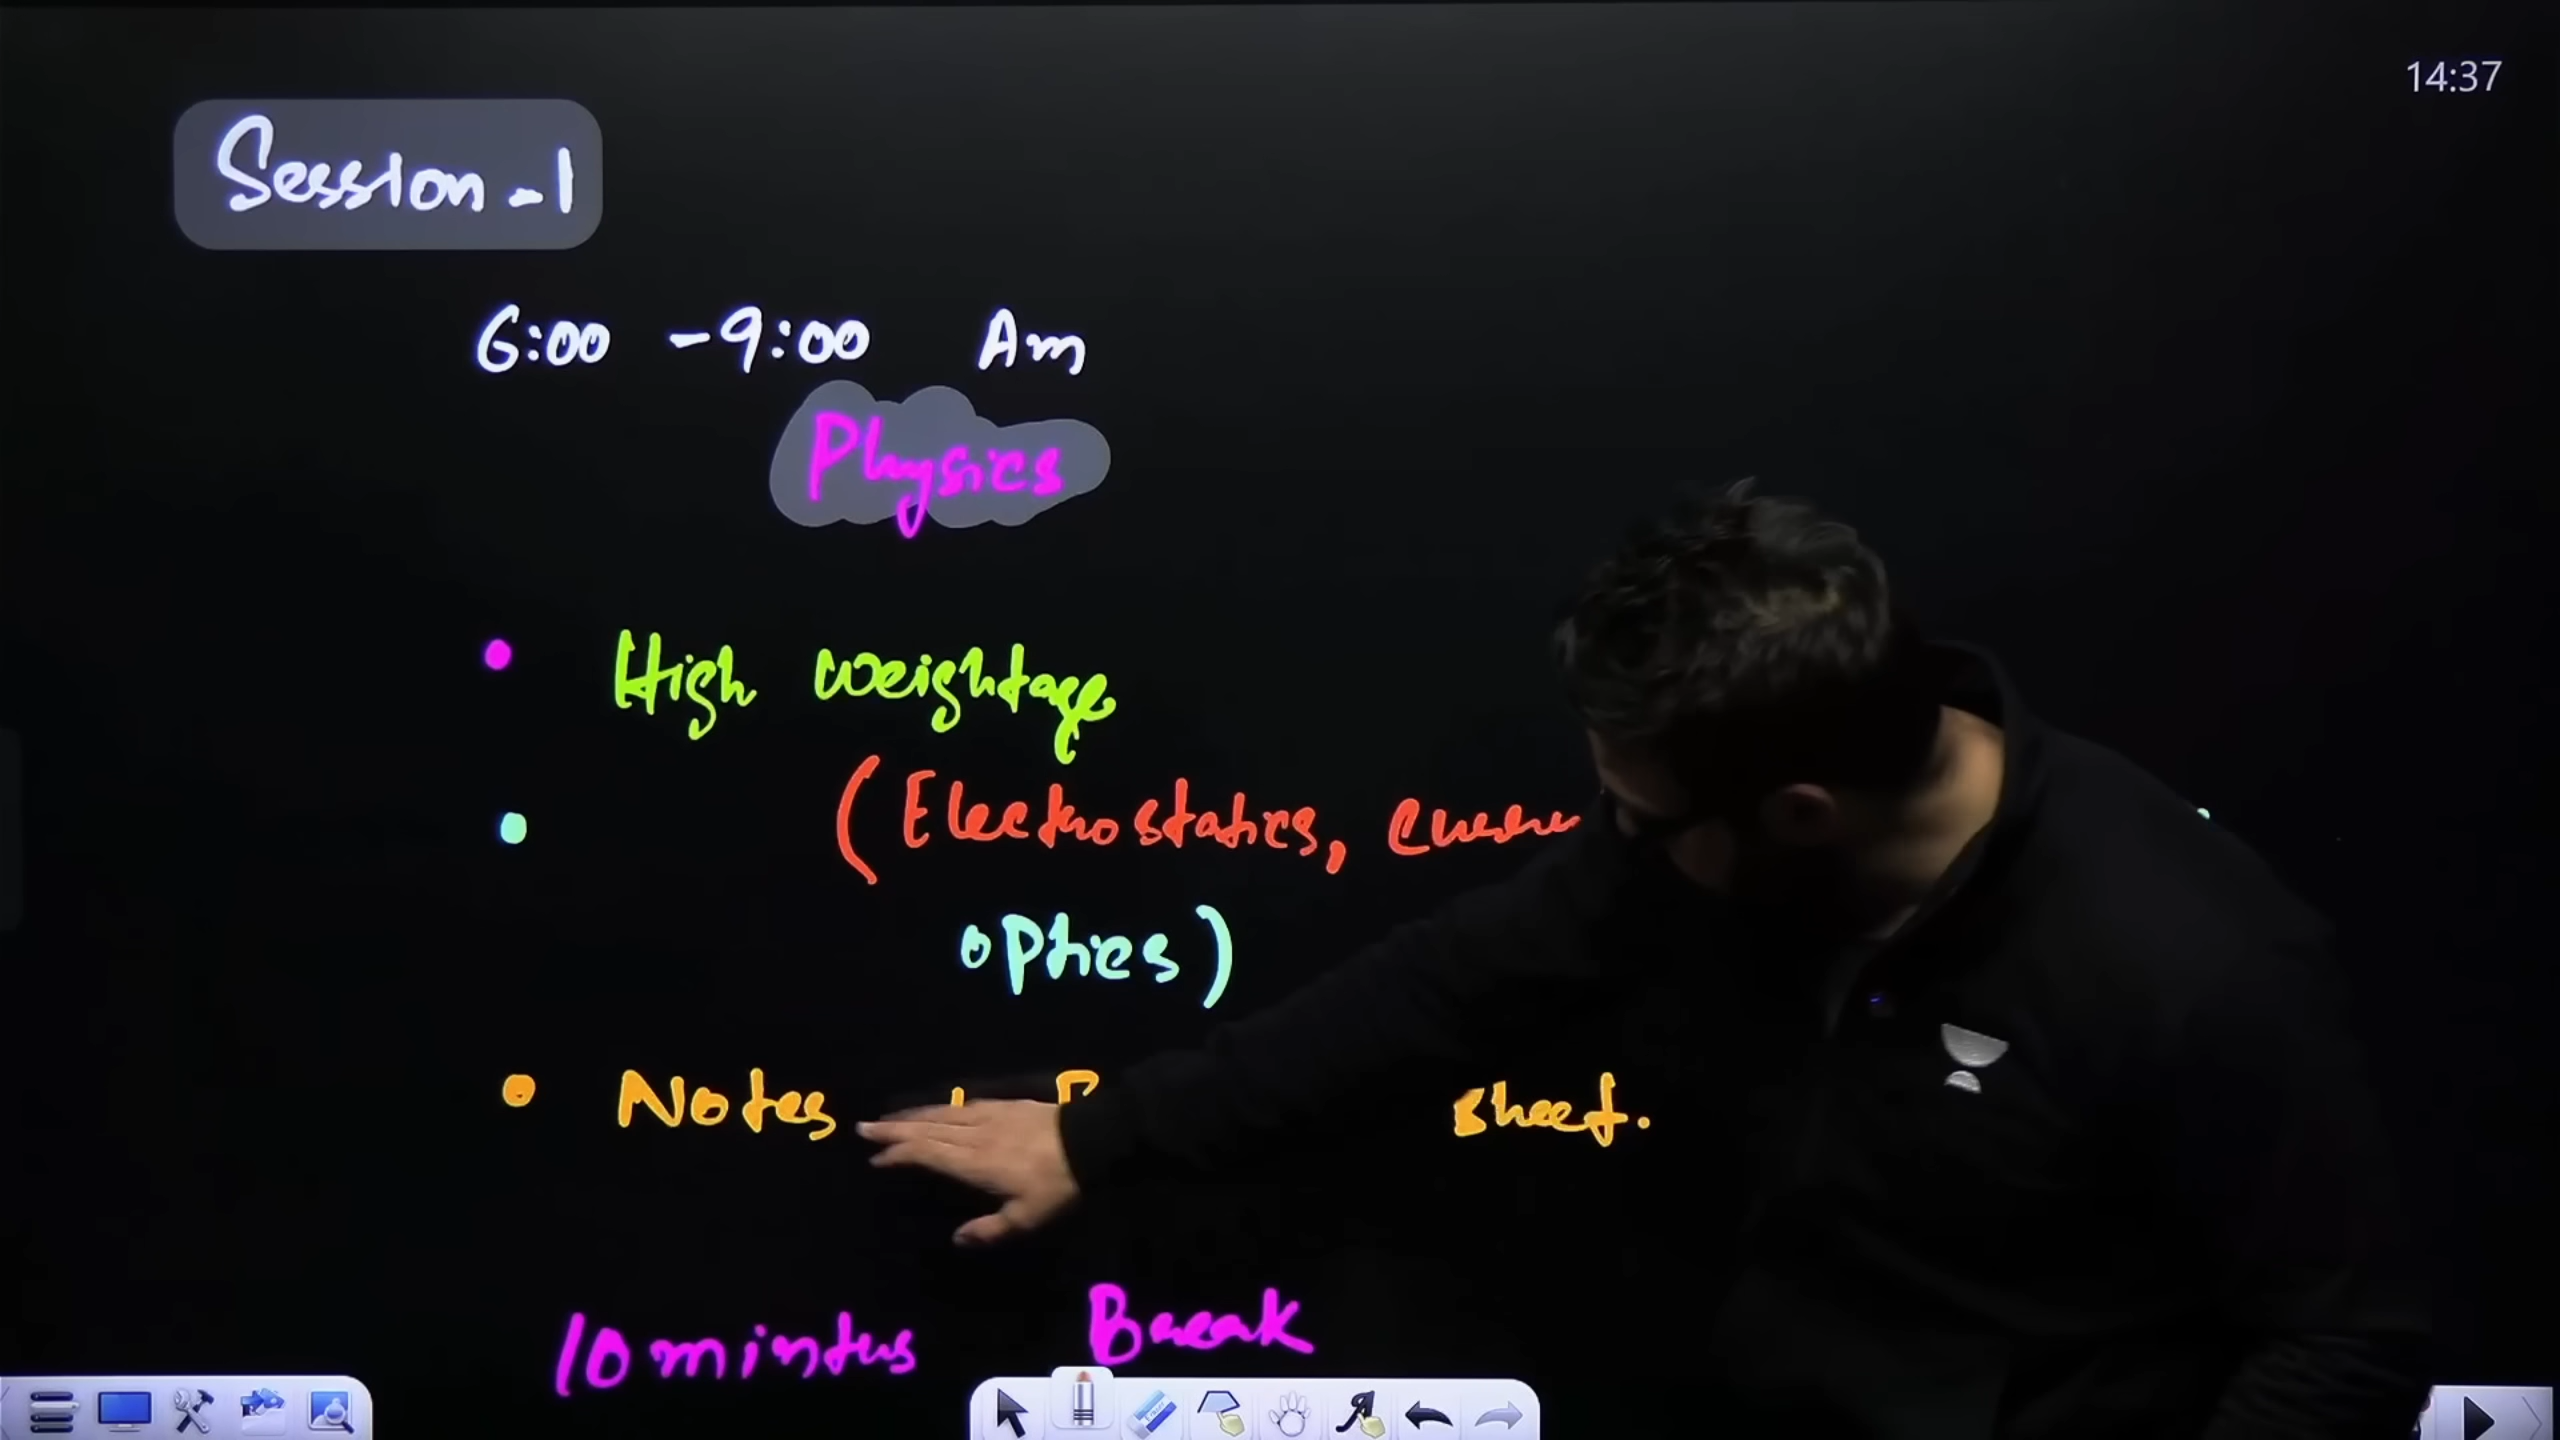 14:37
Session-1
6:00 - 9:00 Am
Physics
• High weightage
• (Electrostatics,
optics)
• Notes sheet.
10 mintus Break